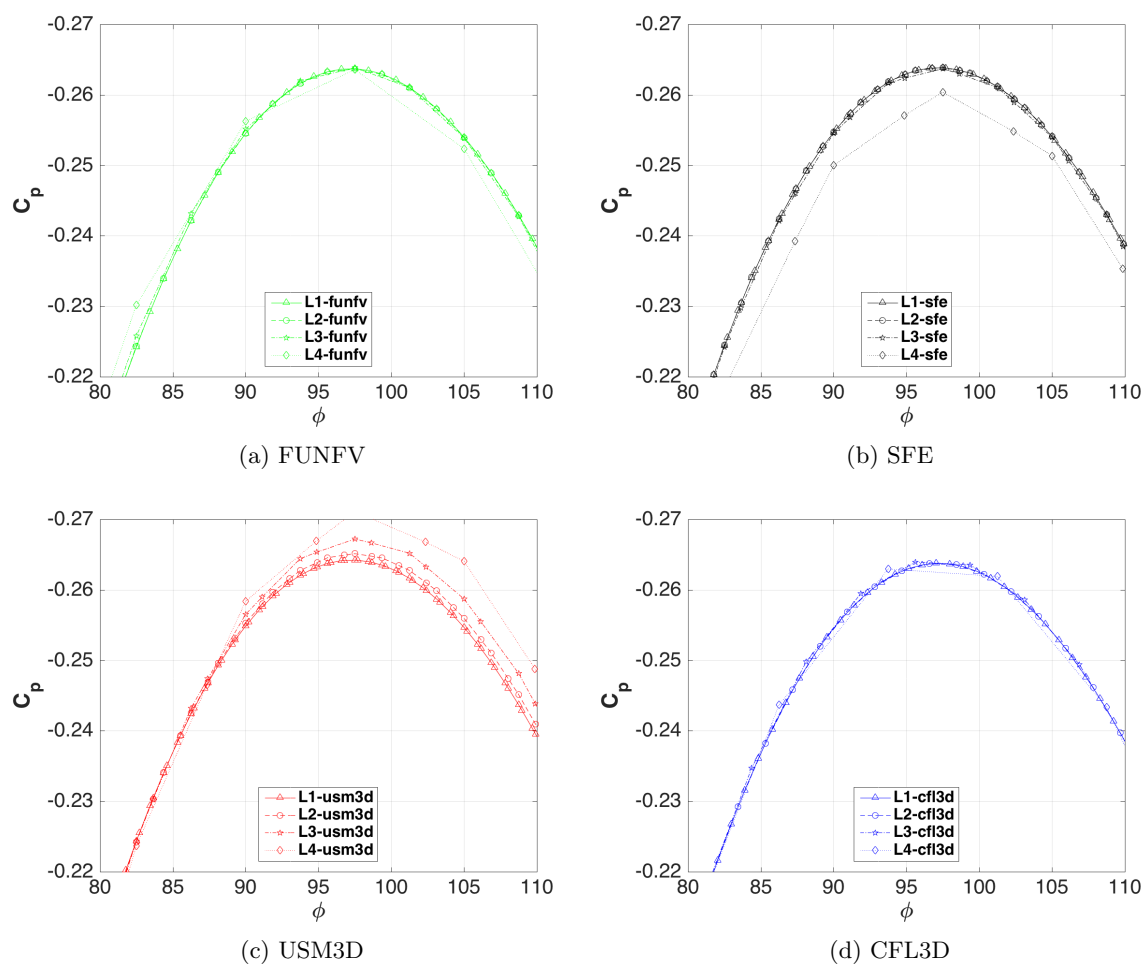 -0.27
-0.26
-0.25
-0.24
-0.23
-0.22
C_p
80 85 90 95 100 105 110
ϕ
L1-funfv
L2-funfv
L3-funfv
L4-funfv
(a) FUNFV
-0.27
-0.26
-0.25
-0.24
-0.23
-0.22
C_p
80 85 90 95 100 105 110
ϕ
L1-sfe
L2-sfe
L3-sfe
L4-sfe
(b) SFE
-0.27
-0.26
-0.25
-0.24
-0.23
-0.22
C_p
80 85 90 95 100 105 110
ϕ
L1-usm3d
L2-usm3d
L3-usm3d
L4-usm3d
(c) USM3D
-0.27
-0.26
-0.25
-0.24
-0.23
-0.22
C_p
80 85 90 95 100 105 110
ϕ
L1-cfl3d
L2-cfl3d
L3-cfl3d
L4-cfl3d
(d) CFL3D